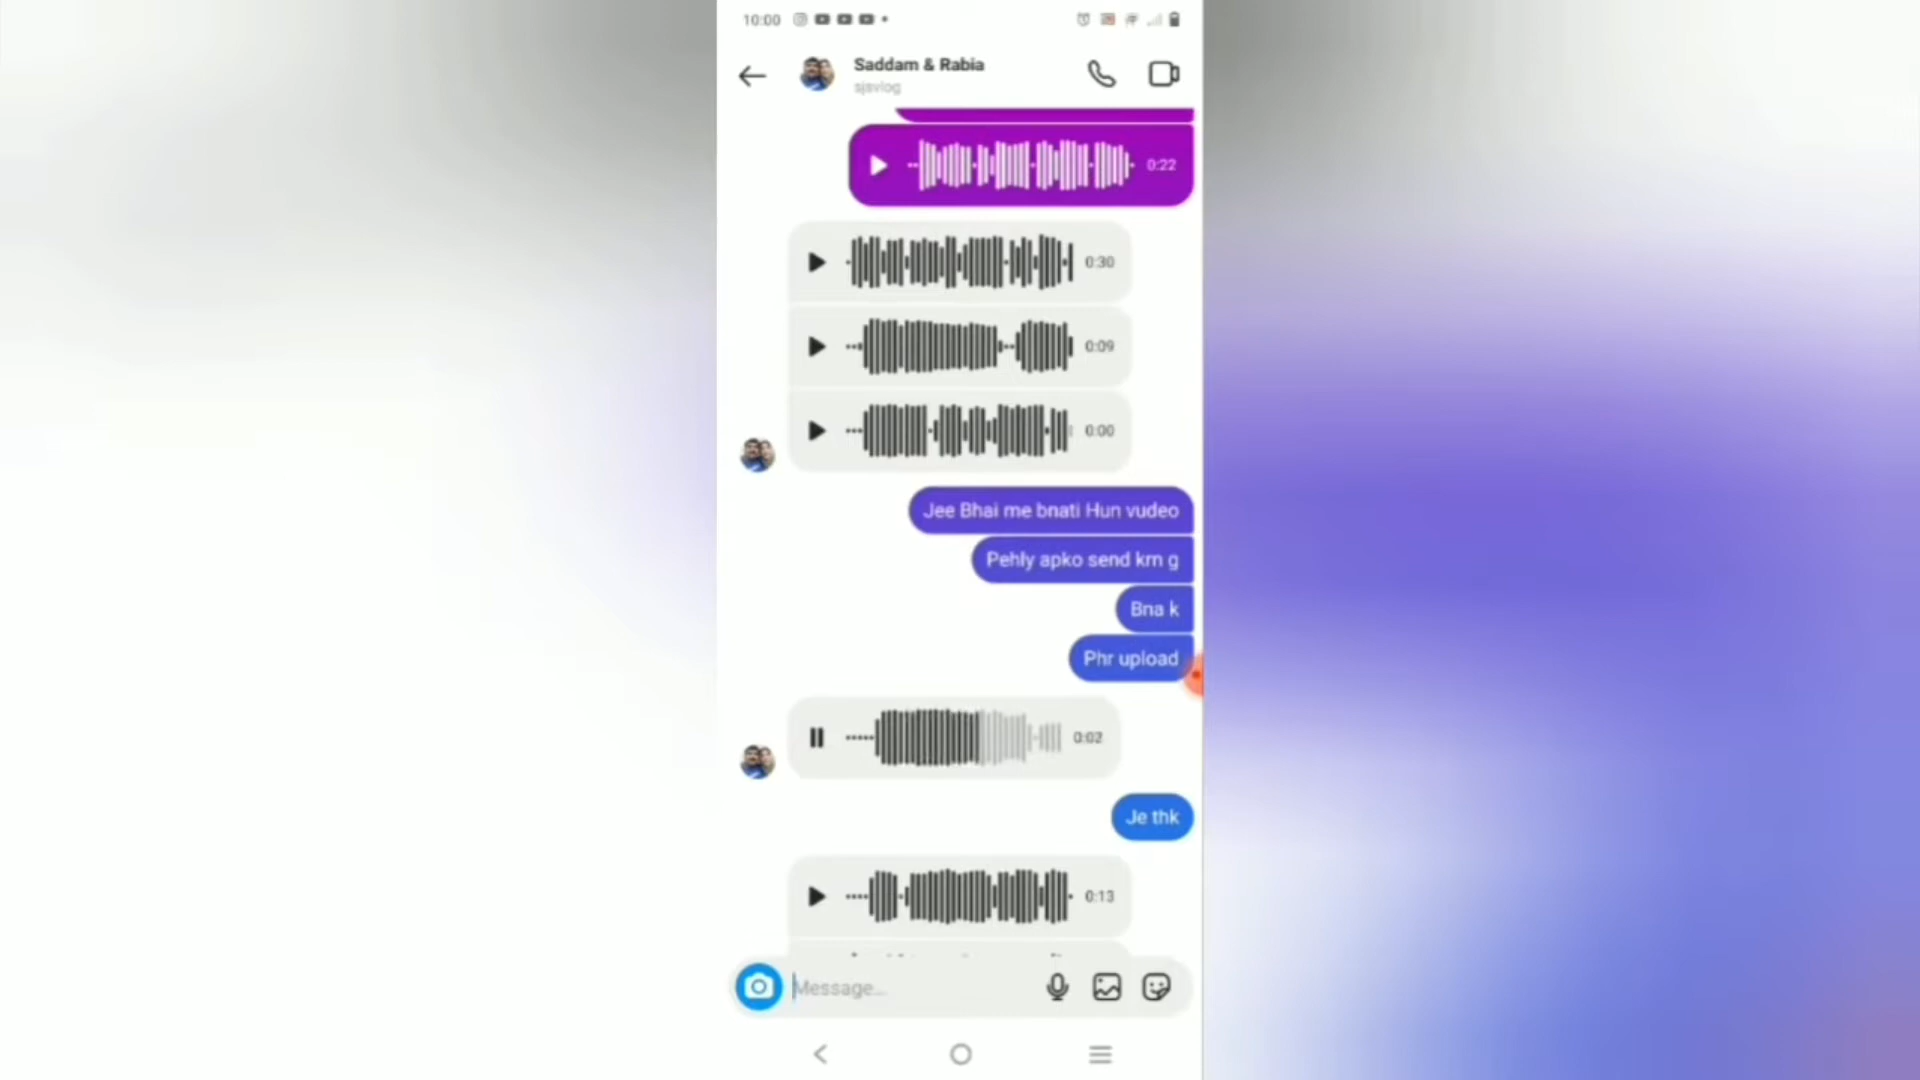 10:00
Saddam & Rabia
sjsvlog
0:22
0:30
0:09
0:00
Jee Bhai me bnati Hun vudeo
Pehly apko send krn g
Bna k
Phr upload
0:02
Je thk
0:13
Message...